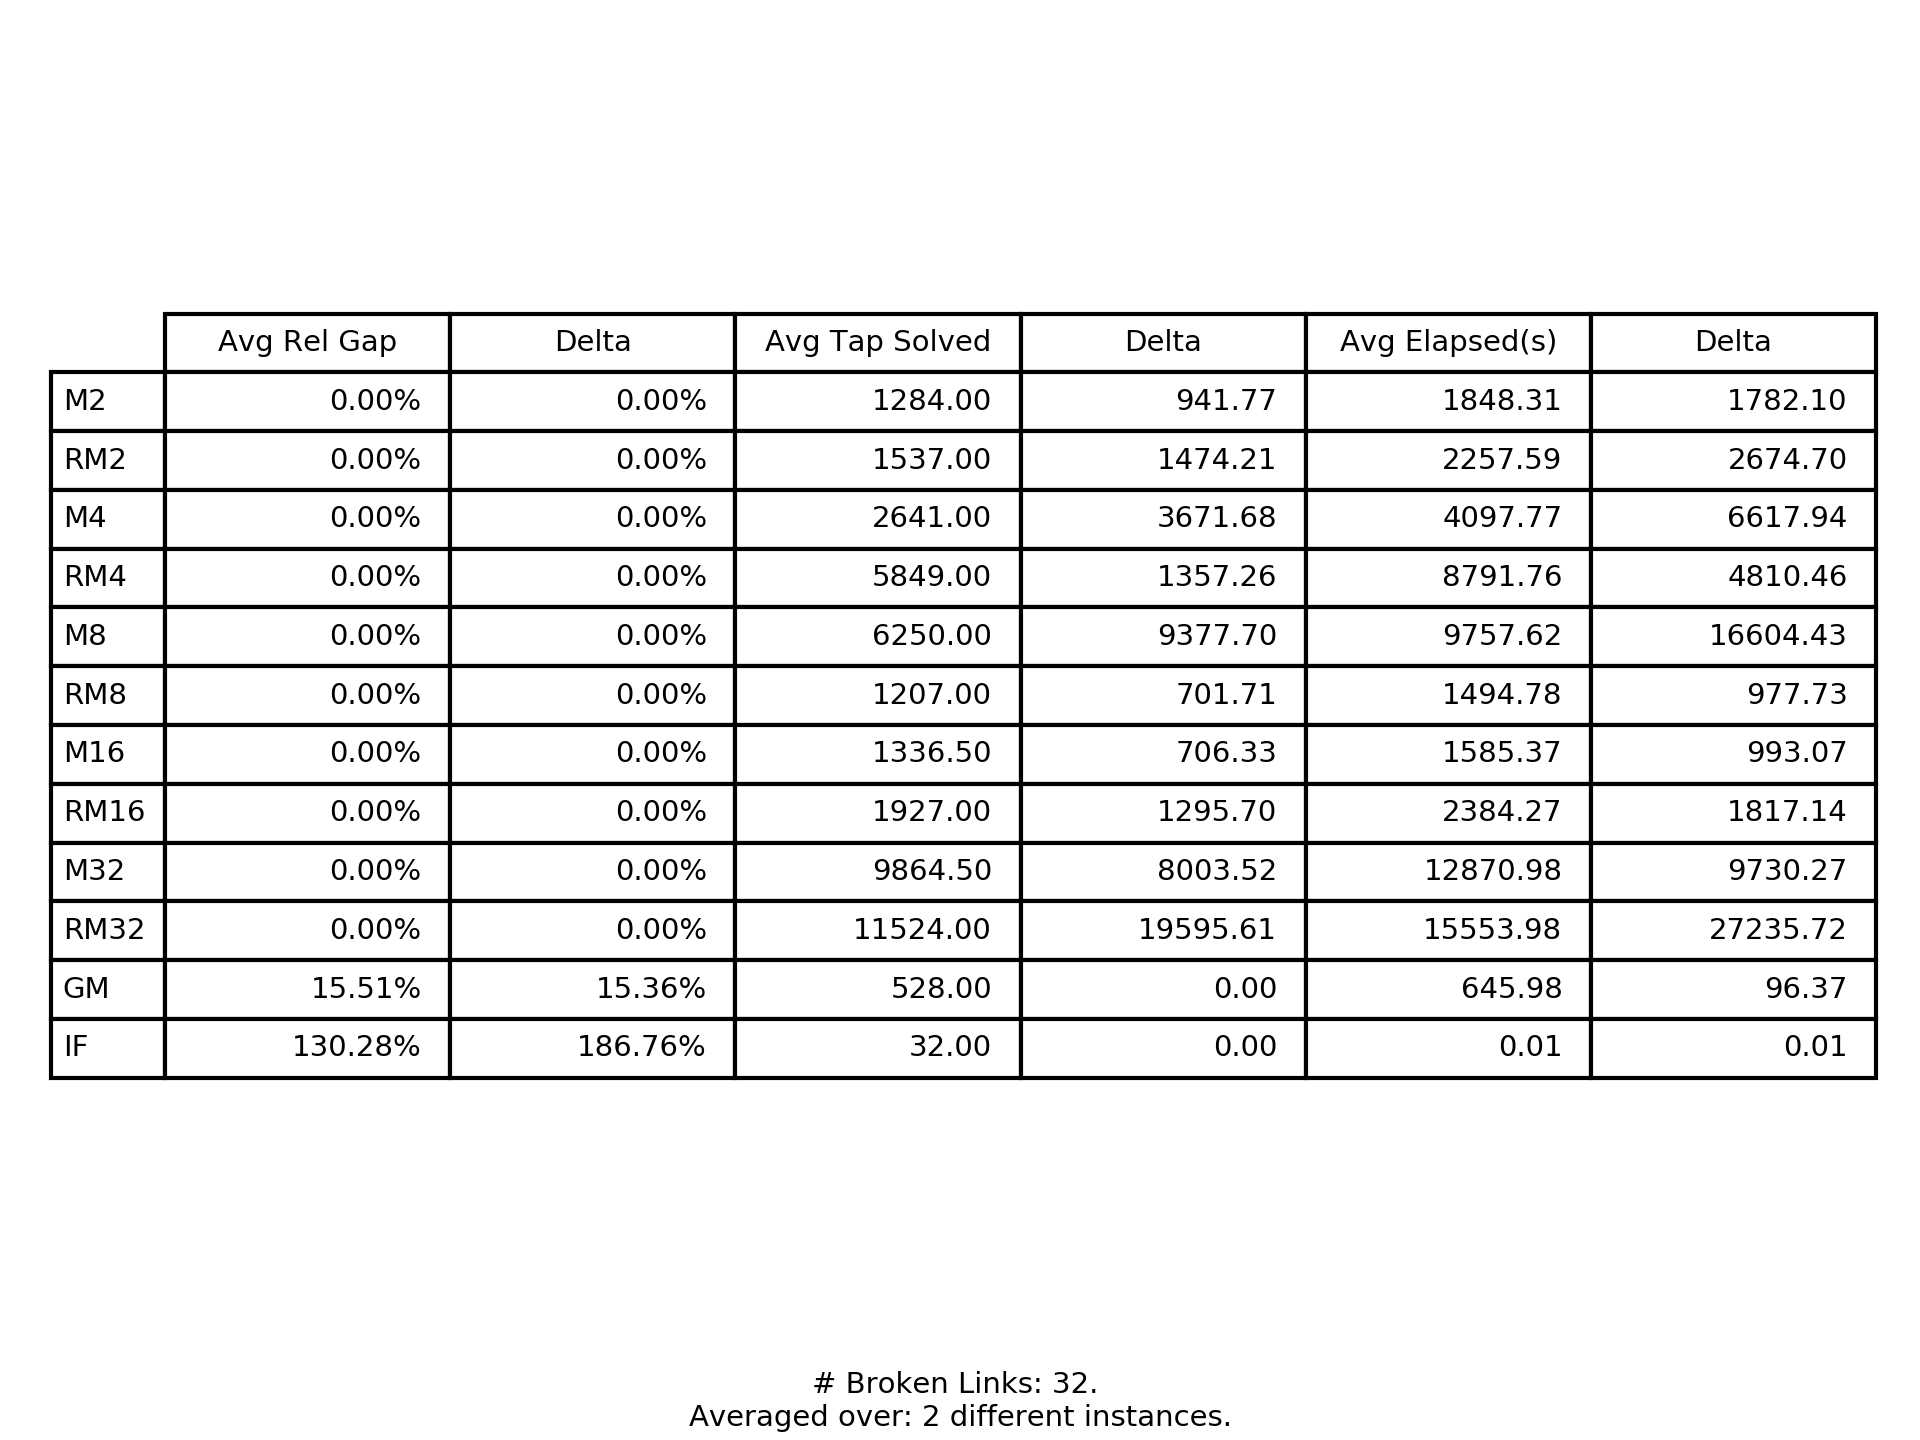 Avg Rel Gap Delta Avg Tap Solved Delta Avg Elapsed(s) Delta
M2 0.00% 0.00% 1284.00 941.77 1848.31 1782.10
RM2 0.00% 0.00% 1537.00 1474.21 2257.59 2674.70
M4 0.00% 0.00% 2641.00 3671.68 4097.77 6617.94
RM4 0.00% 0.00% 5849.00 1357.26 8791.76 4810.46
M8 0.00% 0.00% 6250.00 9377.70 9757.62 16604.43
RM8 0.00% 0.00% 1207.00 701.71 1494.78 977.73
M16 0.00% 0.00% 1336.50 706.33 1585.37 993.07
RM16 0.00% 0.00% 1927.00 1295.70 2384.27 1817.14
M32 0.00% 0.00% 9864.50 8003.52 12870.98 9730.27
RM32 0.00% 0.00% 11524.00 19595.61 15553.98 27235.72
GM 15.51% 15.36% 528.00 0.00 645.98 96.37
IF 130.28% 186.76% 32.00 0.00 0.01 0.01
# Broken Links: 32.
Averaged over: 2 different instances.